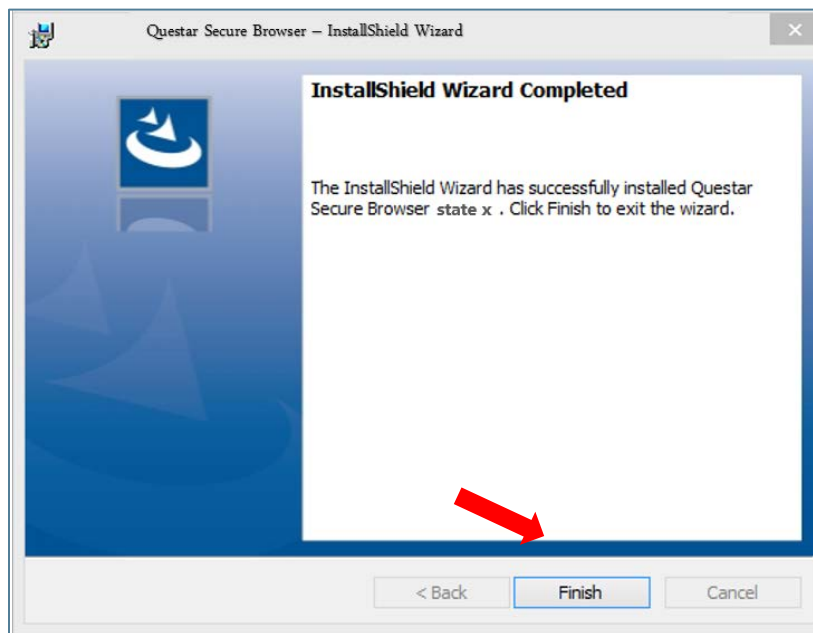 Questar Secure Browser – InstallShield Wizard
InstallShield Wizard Completed
The InstallShield Wizard has successfully installed Questar
Secure Browser state x . Click Finish to exit the wizard.
< Back
Finish
Cancel